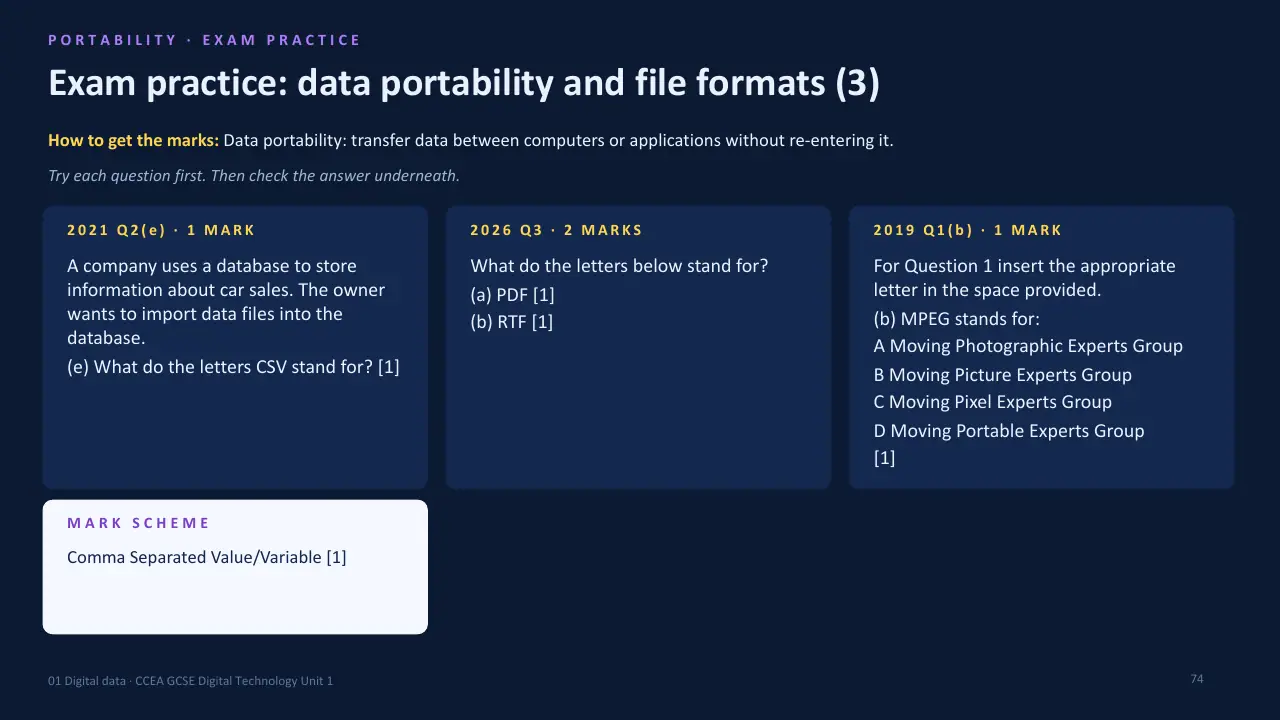 PORTABILITY · EXAM PRACTICE
Exam practice: data portability and file formats (3)
How to get the marks: Data portability: transfer data between computers or applications without re-entering it.
Try each question first. Then check the answer underneath.
2021 Q2(e) · 1 MARK
A company uses a database to store
information about car sales. The owner
wants to import data files into the
database.
(e) What do the letters CSV stand for? [1]
2026 Q3 · 2 MARKS
What do the letters below stand for?
(a) PDF [1]
(b) RTF [1]
2019 Q1(b) · 1 MARK
For Question 1 insert the appropriate
letter in the space provided.
(b) MPEG stands for:
A Moving Photographic Experts Group
B Moving Picture Experts Group
C Moving Pixel Experts Group
D Moving Portable Experts Group
[1]
MARK SCHEME
Comma Separated Value/Variable [1]
01 Digital data · CCEA GCSE Digital Technology Unit 1
74